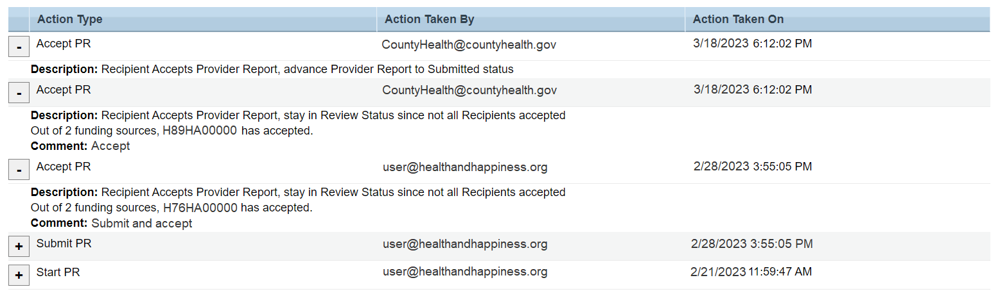 Action Type Action Taken By Action Taken On
- Accept PR CountyHealth@countyhealth.gov 3/18/2023 6:12:02 PM
Description: Recipient Accepts Provider Report, advance Provider Report to Submitted status
- Accept PR CountyHealth@countyhealth.gov 3/18/2023 6:12:02 PM
Description: Recipient Accepts Provider Report, stay in Review Status since not all Recipients accepted
Out of 2 funding sources, H89HA00000 has accepted.
Comment: Accept
- Accept PR user@healthandhappiness.org 2/28/2023 3:55:05 PM
Description: Recipient Accepts Provider Report, stay in Review Status since not all Recipients accepted
Out of 2 funding sources, H76HA00000 has accepted.
Comment: Submit and accept
+ Submit PR user@healthandhappiness.org 2/28/2023 3:55:05 PM
+ Start PR user@healthandhappiness.org 2/21/2023 11:59:47 AM